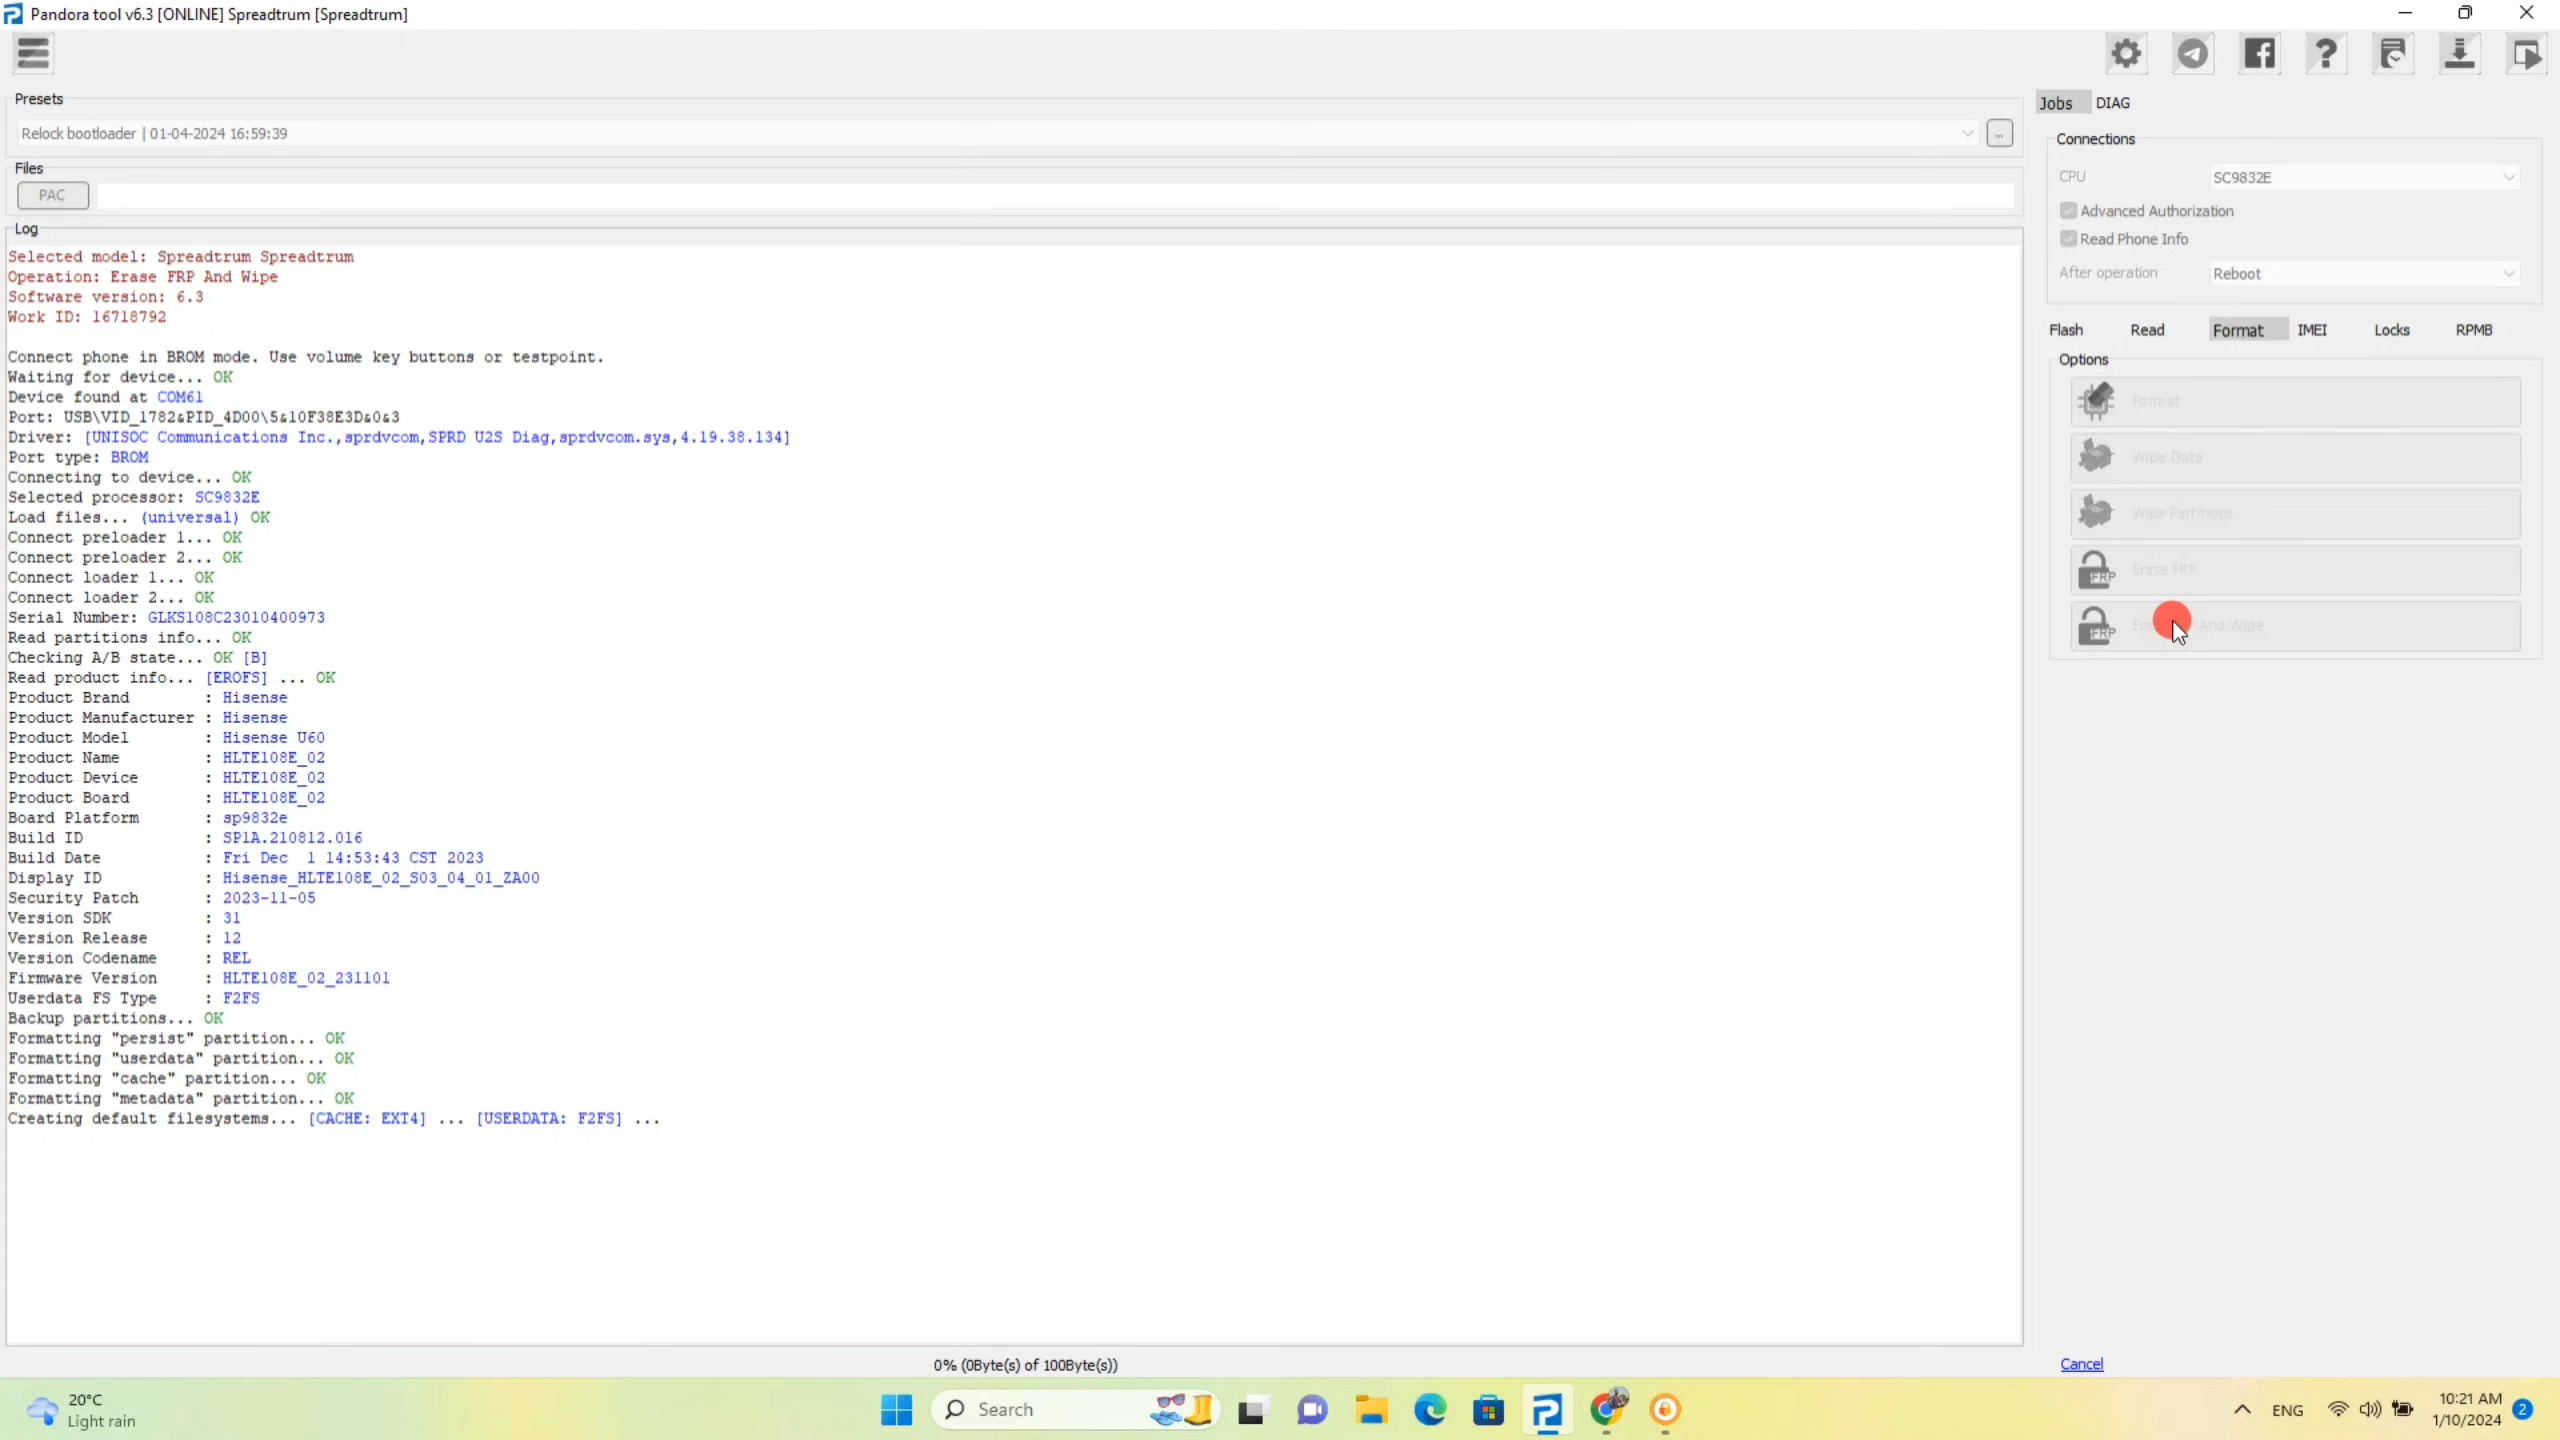 Pandora tool v6.3 [ONLINE] Spreadtrum [Spreadtrum]
Presets
Relock bootloader | 01-04-2024 16:59:39
...
Files
PAC
Log
Selected model: Spreadtrum Spreadtrum
Operation: Erase FRP And Wipe
Software version: 6.3
Work ID: 16718792
Connect phone in BROM mode. Use volume key buttons or testpoint.
Waiting for device... OK
Device found at COM61
Port: USB\VID_1782&PID_4D00\5&10F38E3D&0&3
Driver: [UNISOC Communications Inc.,sprdvcom,SPRD U2S Diag,sprdvcom.sys,4.19.38.134]
Port type: BROM
Connecting to device... OK
Selected processor: SC9832E
Load files... (universal) OK
Connect preloader 1... OK
Connect preloader 2... OK
Connect loader 1... OK
Connect loader 2... OK
Serial Number: GLKS108C23010400973
Read partitions info... OK
Checking A/B state... OK [B]
Read product info... [EROFS] ... OK
Product Brand : Hisense
Product Manufacturer : Hisense
Product Model : Hisense U60
Product Name : HLTE108E_02
Product Device : HLTE108E_02
Product Board : HLTE108E_02
Board Platform : sp9832e
Build ID : SP1A.210812.016
Build Date : Fri Dec 1 14:53:43 CST 2023
Display ID : Hisense_HLTE108E_02_S03_04_01_ZA00
Security Patch : 2023-11-05
Version SDK : 31
Version Release : 12
Version Codename : REL
Firmware Version : HLTE108E_02_231101
Userdata FS Type : F2FS
Backup partitions... OK
Formatting "persist" partition... OK
Formatting "userdata" partition... OK
Formatting "cache" partition... OK
Formatting "metadata" partition... OK
Creating default filesystems... [CACHE: EXT4] ... [USERDATA: F2FS] ...
0% (0Byte(s) of 100Byte(s))
Jobs DIAG
Connections
CPU SC9832E
Advanced Authorization
Read Phone Info
After operation Reboot
Flash Read Format IMEI Locks RPMB
Options
Format
Wipe Data
Wipe Partitions
FRP Erase FRP
FRP And Wipe
Cancel
20°C
Light rain
Search
ENG
10:21 AM
1/10/2024
2